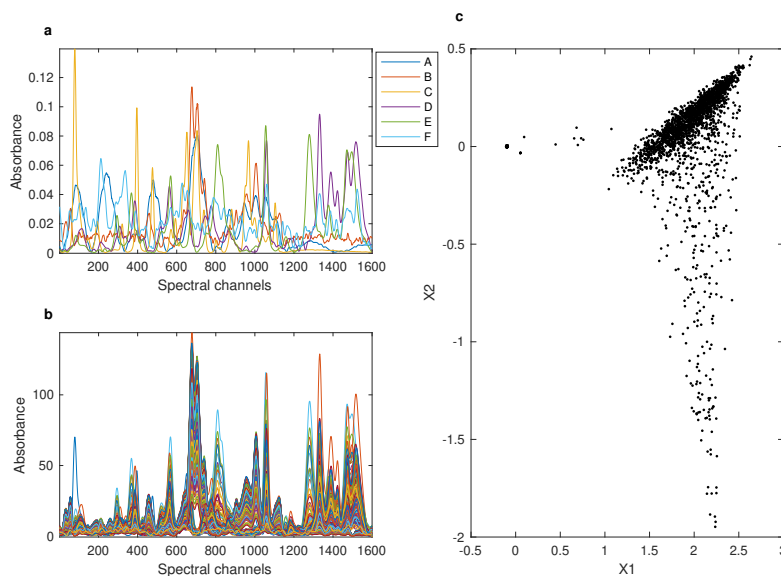 a
0.12
0.1
0.08
0.06
0.04
0.02
0
Absorbance
200 400 600 800 1000 1200 1400 1600
Spectral channels
A
B
C
D
E
F
b
100
50
0
Absorbance
200 400 600 800 1000 1200 1400 1600
Spectral channels
c
0.5
0
-0.5
-1
-1.5
-2
X2
-0.5 0 0.5 1 1.5 2 2.5 3
X1